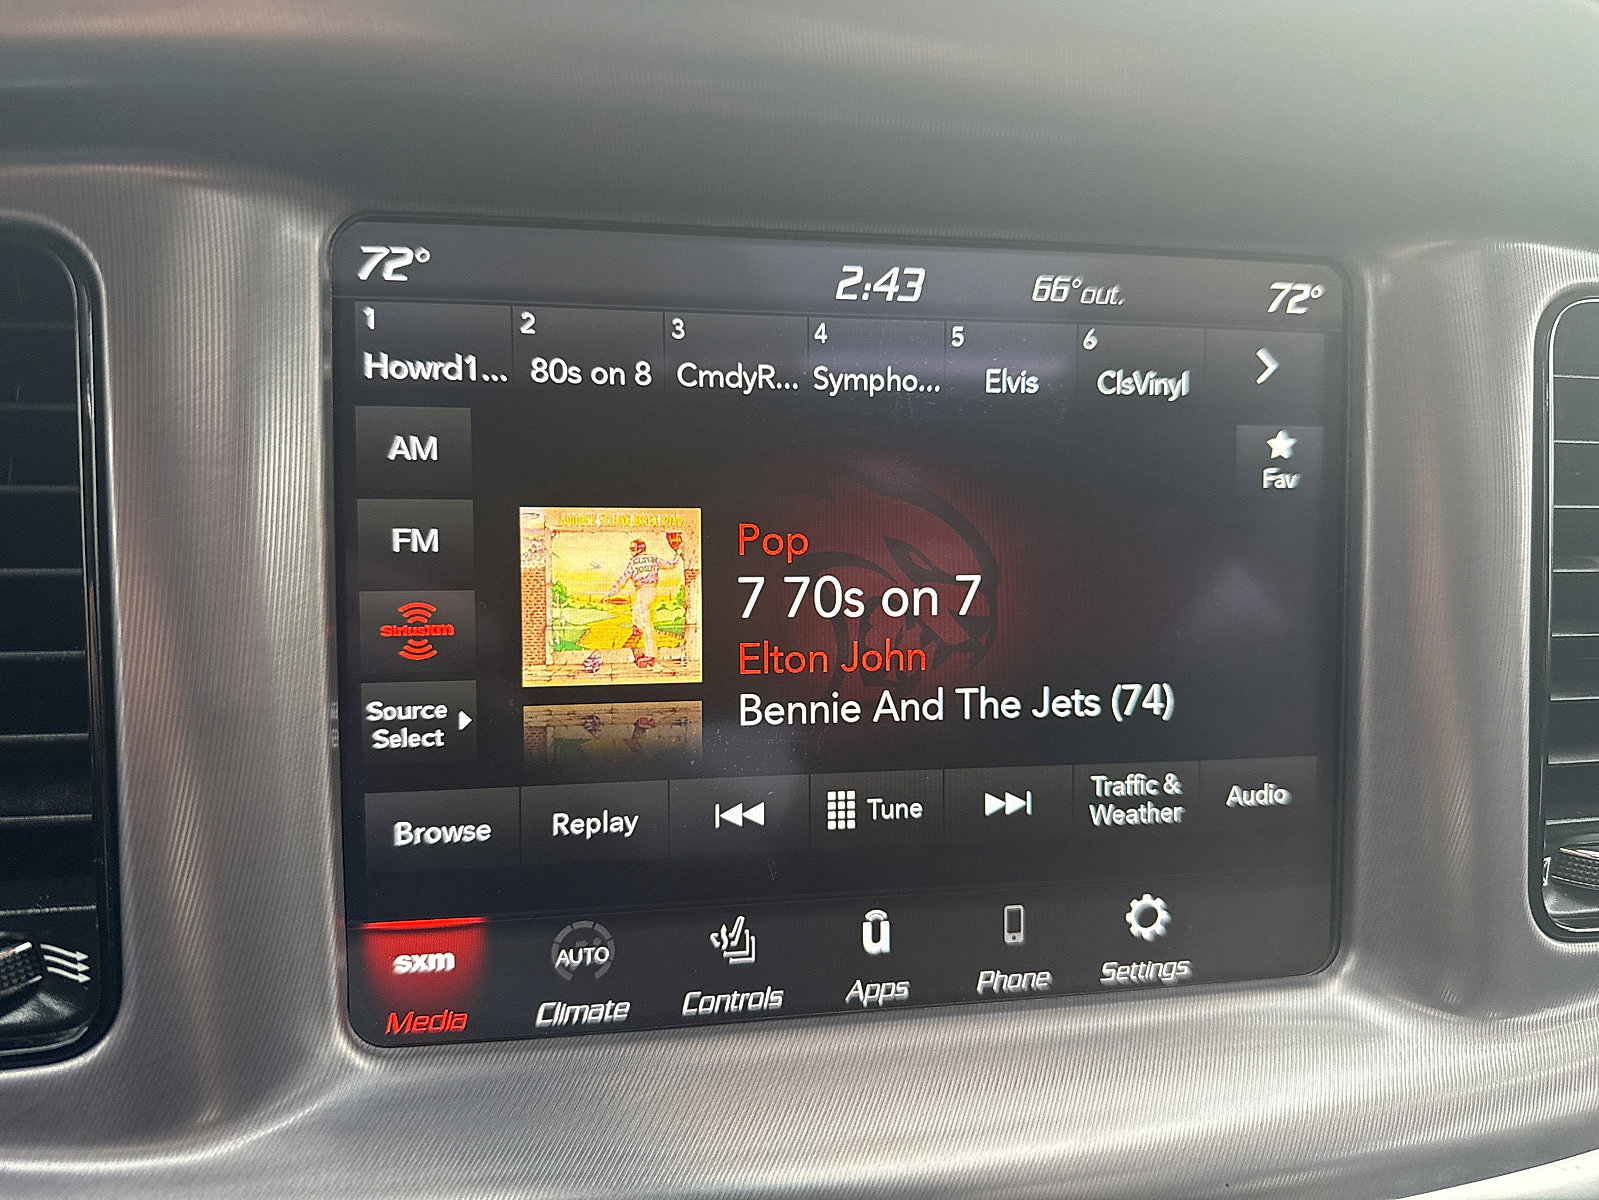 72°
2:43
66°out.
72°
1
Howrd1...
2
80s on 8
3
CmdyR...
4
Sympho...
5
Elvis
6
ClsVinyl
AM
Fav
FM
Pop
7 70s on 7
SiriusXM
Elton John
Bennie And The Jets (74)
Source
Select
Browse
Replay
Tune
Traffic &
Weather
Audio
sxm
Media
AUTO
Climate
Controls
u
Apps
Phone
Settings